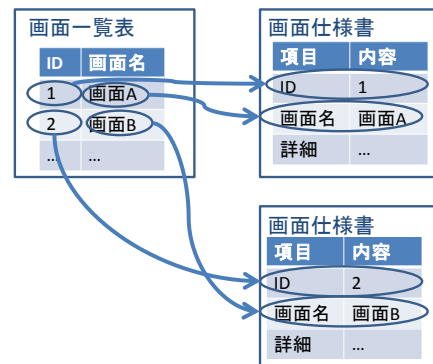 画面一覧表
ID 画面名
1 画面A
2 画面B
... ...
画面仕様書
項目 内容
ID 1
画面名 画面A
詳細 ...
画面仕様書
項目 内容
ID 2
画面名 画面B
詳細 ...